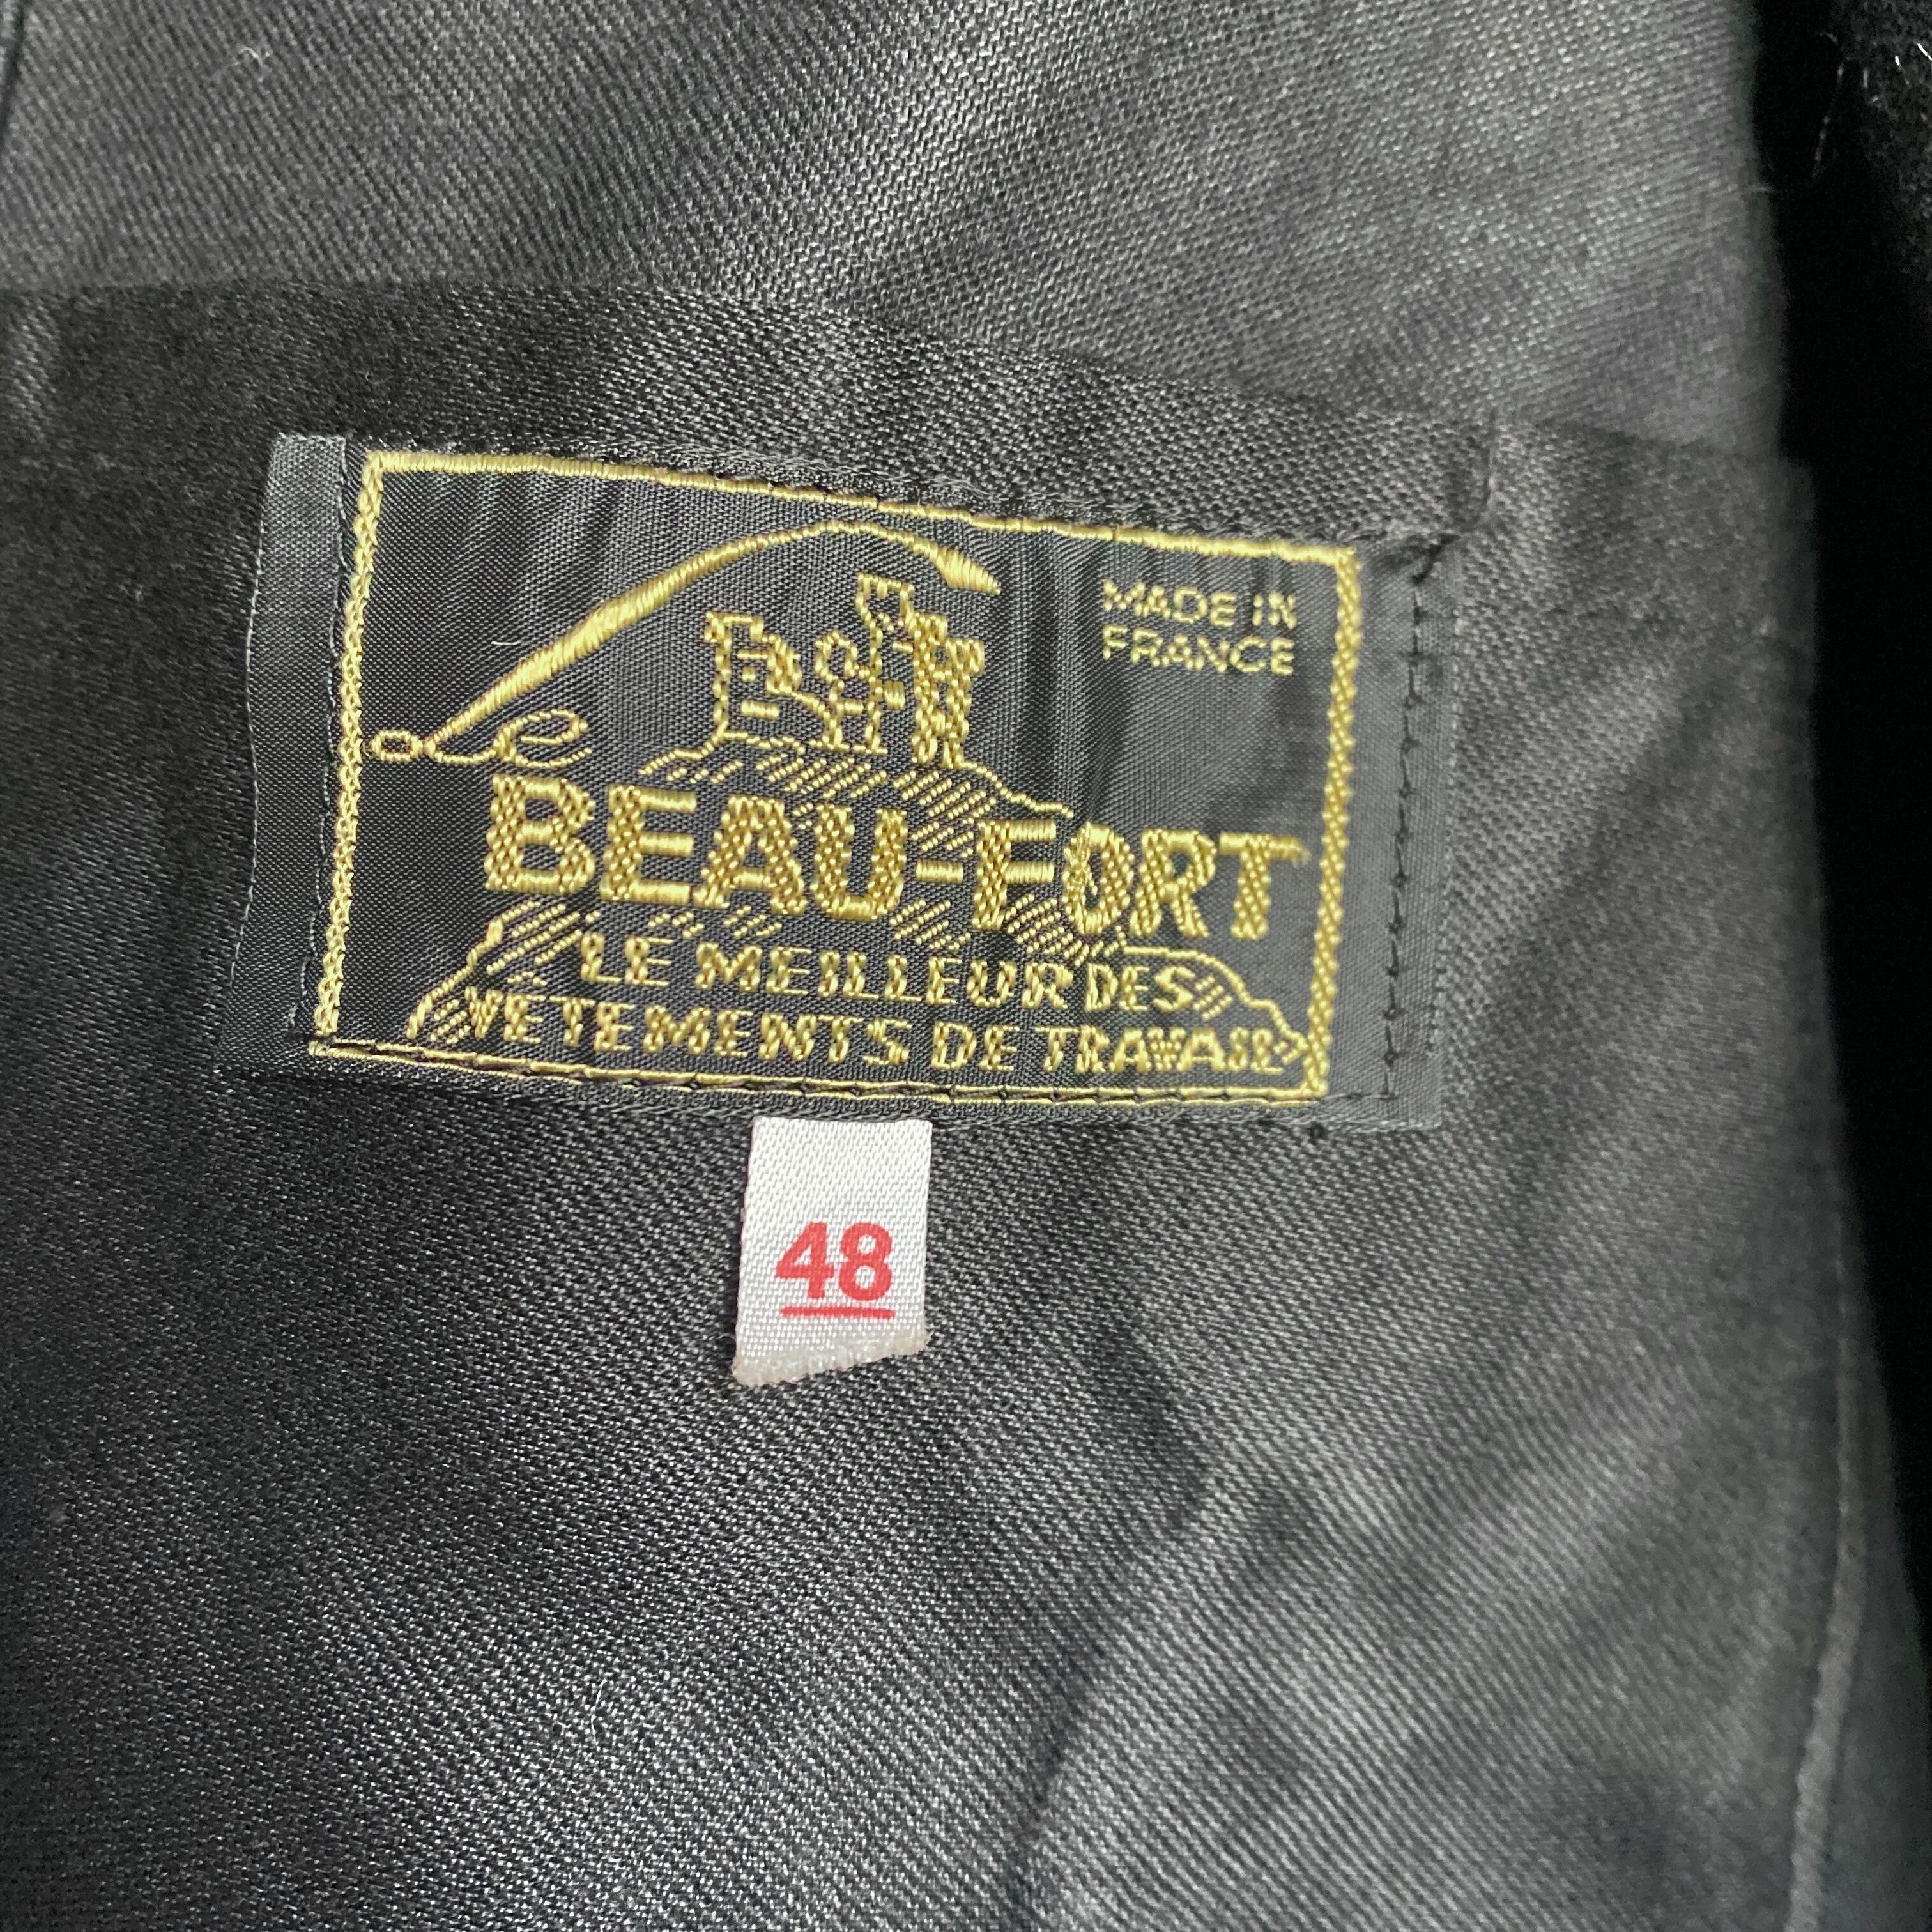 MADE IN
FRANCE
Le
BEAU-FORT
LE MEILLEUR DES
VETEMENTS DE TRAVAIL
48